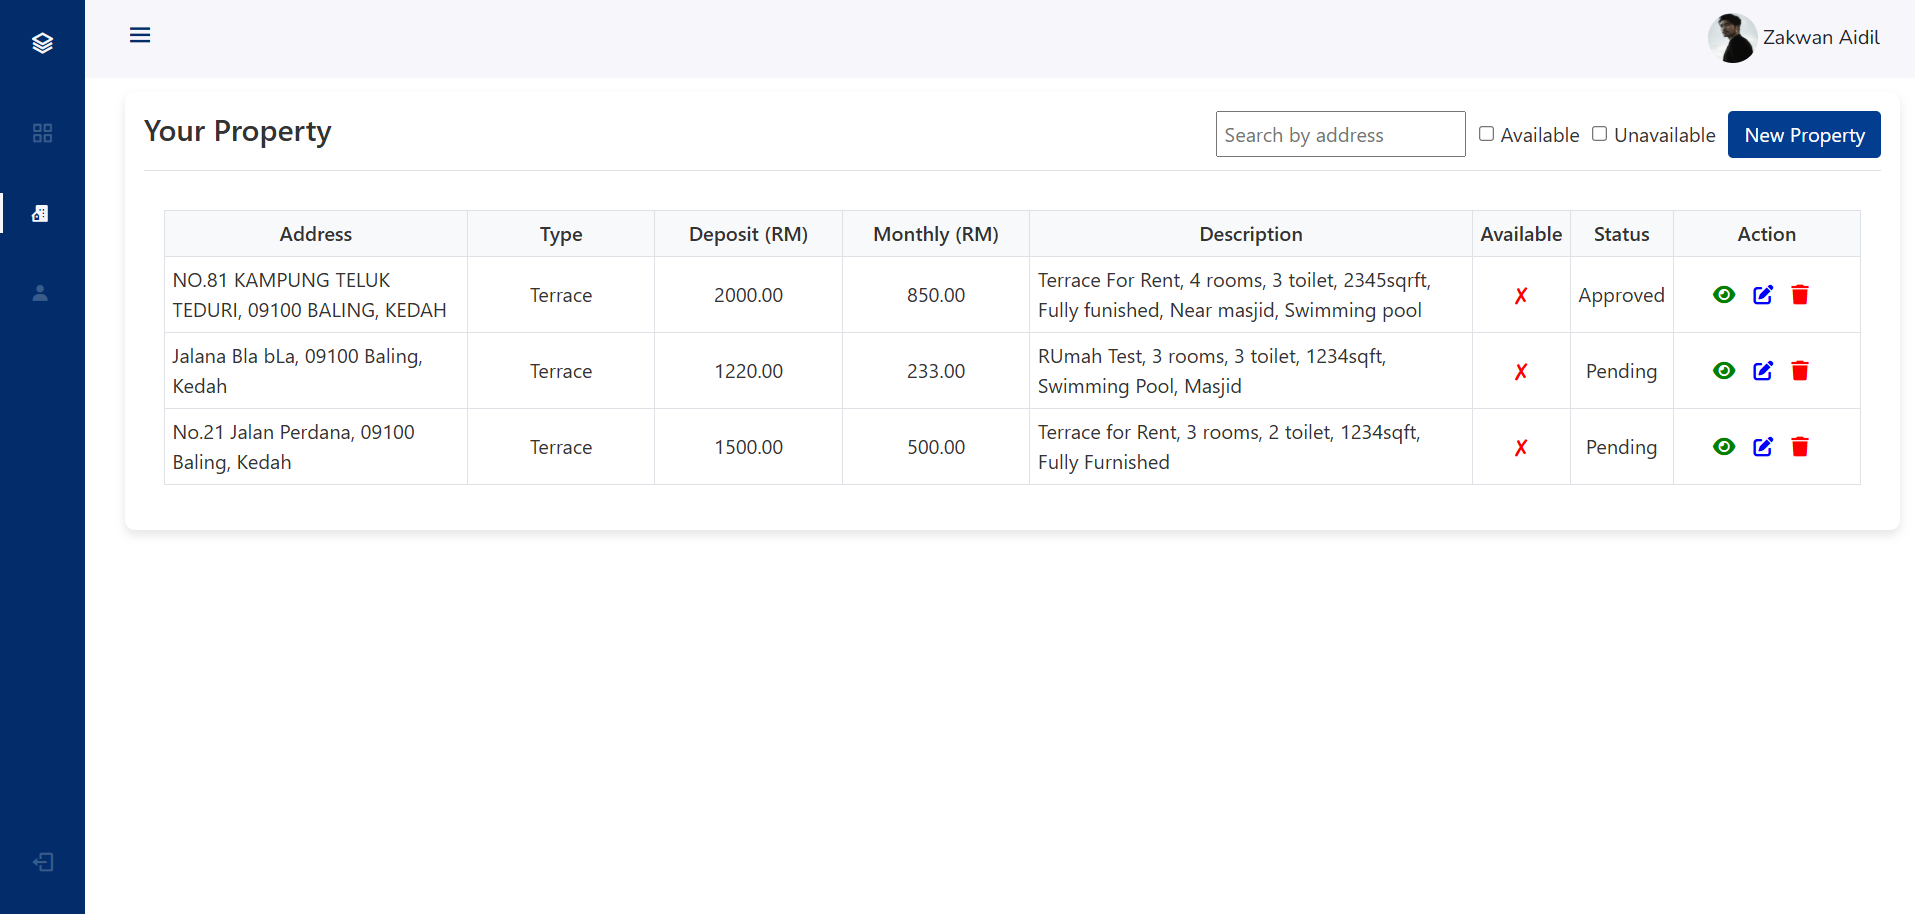 Zakwan Aidil
Your Property
Search by address
Available
Unavailable
New Property
Address Type Deposit (RM) Monthly (RM) Description Available Status Action
NO.81 KAMPUNG TELUK
TEDURI, 09100 BALING, KEDAH
Terrace
2000.00
850.00
Terrace For Rent, 4 rooms, 3 toilet, 2345sqrft,
Fully funished, Near masjid, Swimming pool
✗
Approved
Jalana Bla bLa, 09100 Baling,
Kedah
Terrace
1220.00
233.00
RUmah Test, 3 rooms, 3 toilet, 1234sqft,
Swimming Pool, Masjid
✗
Pending
No.21 Jalan Perdana, 09100
Baling, Kedah
Terrace
1500.00
500.00
Terrace for Rent, 3 rooms, 2 toilet, 1234sqft,
Fully Furnished
✗
Pending